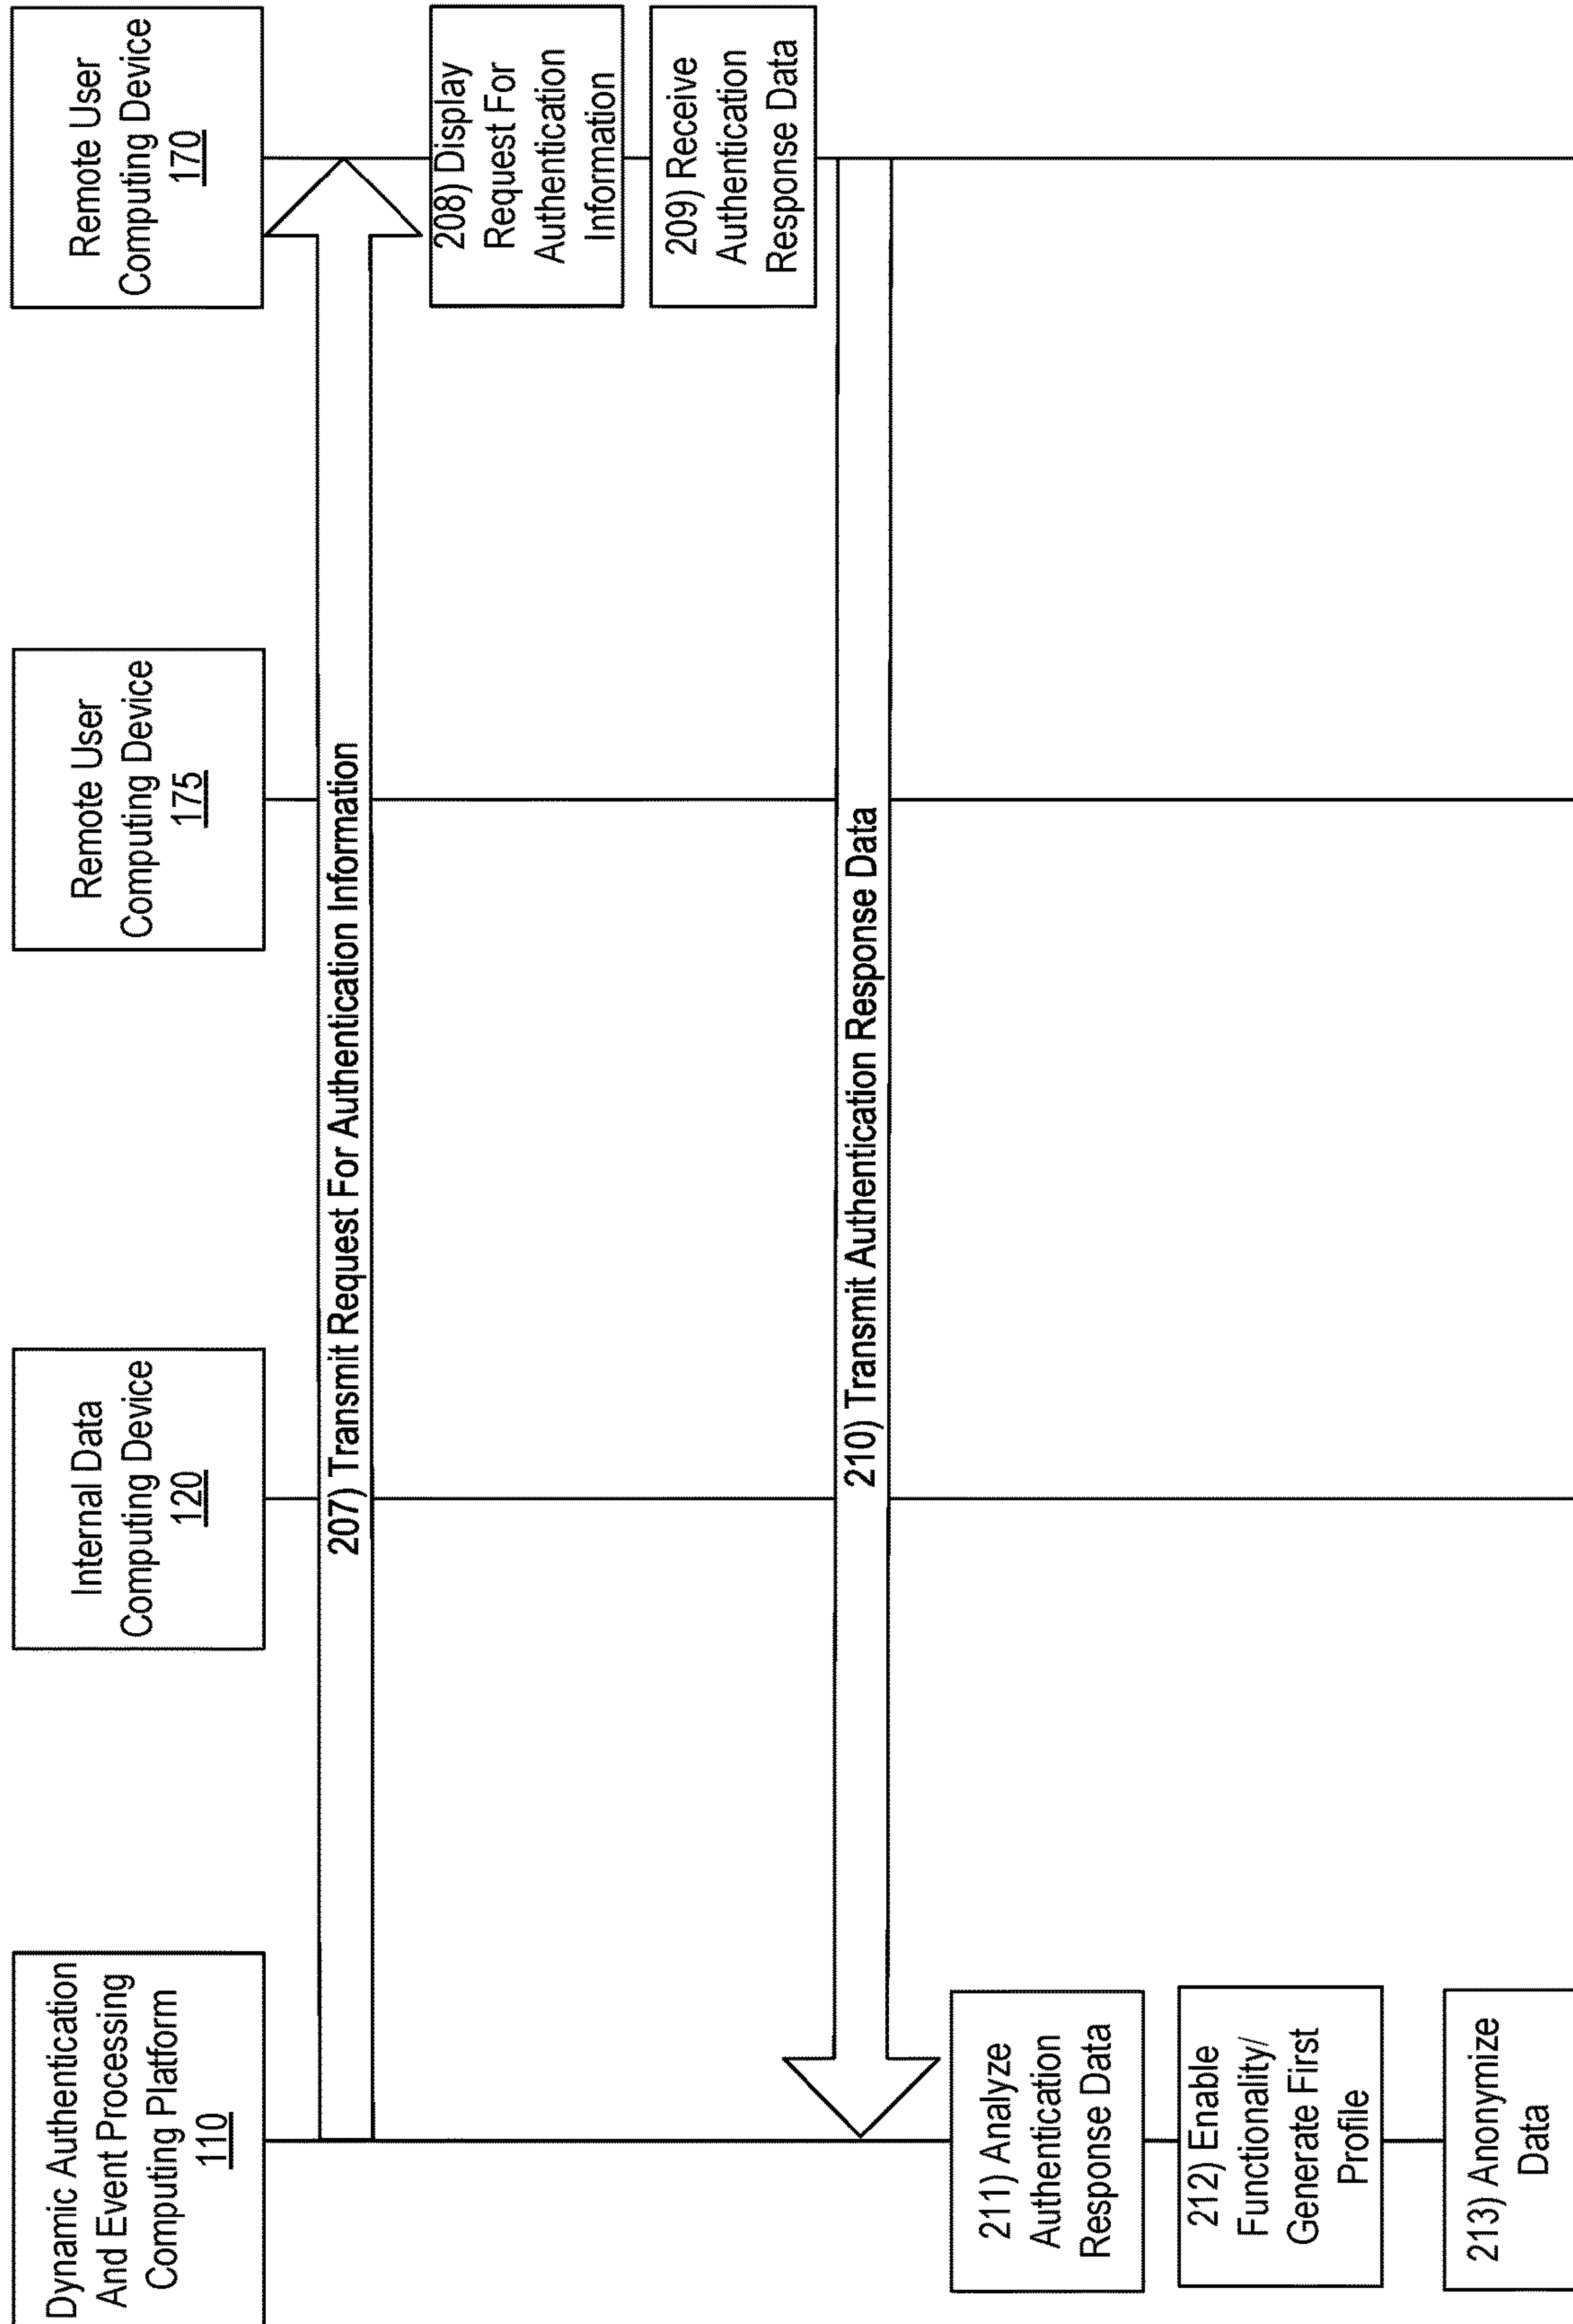 Dynamic Authentication
And Event Processing
Computing Platform
110
Internal Data
Computing Device
120
Remote User
Computing Device
175
Remote User
Computing Device
170
207) Transmit Request For Authentication Information
208) Display
Request For
Authentication
Information
209) Receive
Authentication
Response Data
210) Transmit Authentication Response Data
211) Analyze
Authentication
Response Data
212) Enable
Functionality/
Generate First
Profile
213) Anonymize
Data